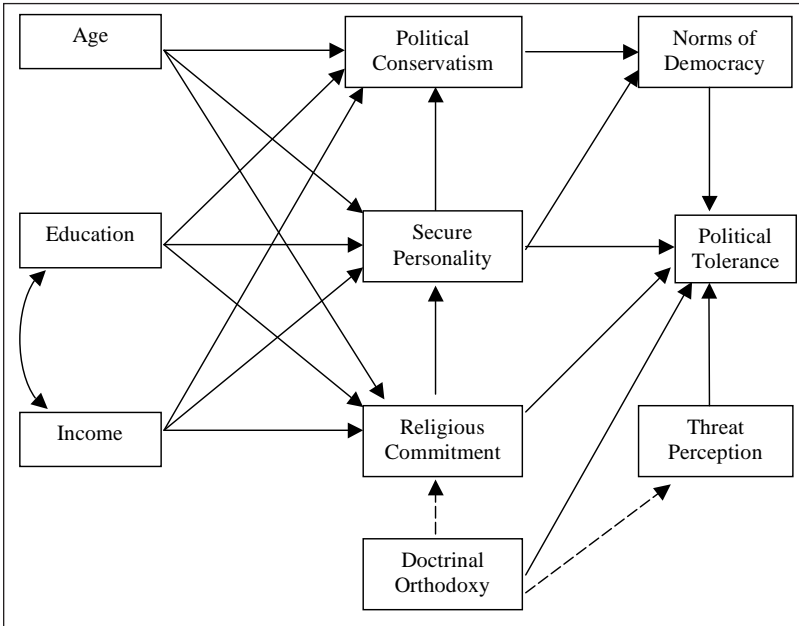 Age
Political
Conservatism
Norms of
Democracy
Education
Secure
Personality
Political
Tolerance
Income
Religious
Commitment
Threat
Perception
Doctrinal
Orthodoxy